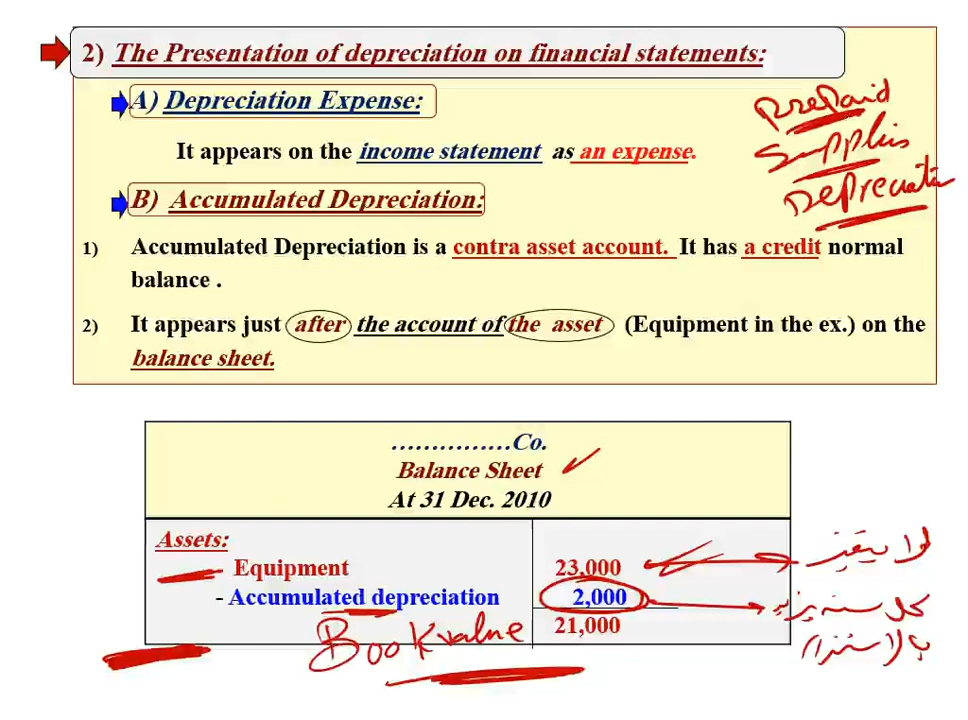 2) The Presentation of depreciation on financial statements:
A) Depreciation Expense:
It appears on the income statement as an expense.
Prepaid
Supplies
Depreciation
B) Accumulated Depreciation:
1) Accumulated Depreciation is a contra asset account. It has a credit normal
balance .
2) It appears just after the account of the asset (Equipment in the ex.) on the
balance sheet.
……………Co.
Balance Sheet
At 31 Dec. 2010
Assets:
Equipment 23,000
- Accumulated depreciation 2,000
21,000
Book value
لا يتغير
كل سنه يزيد